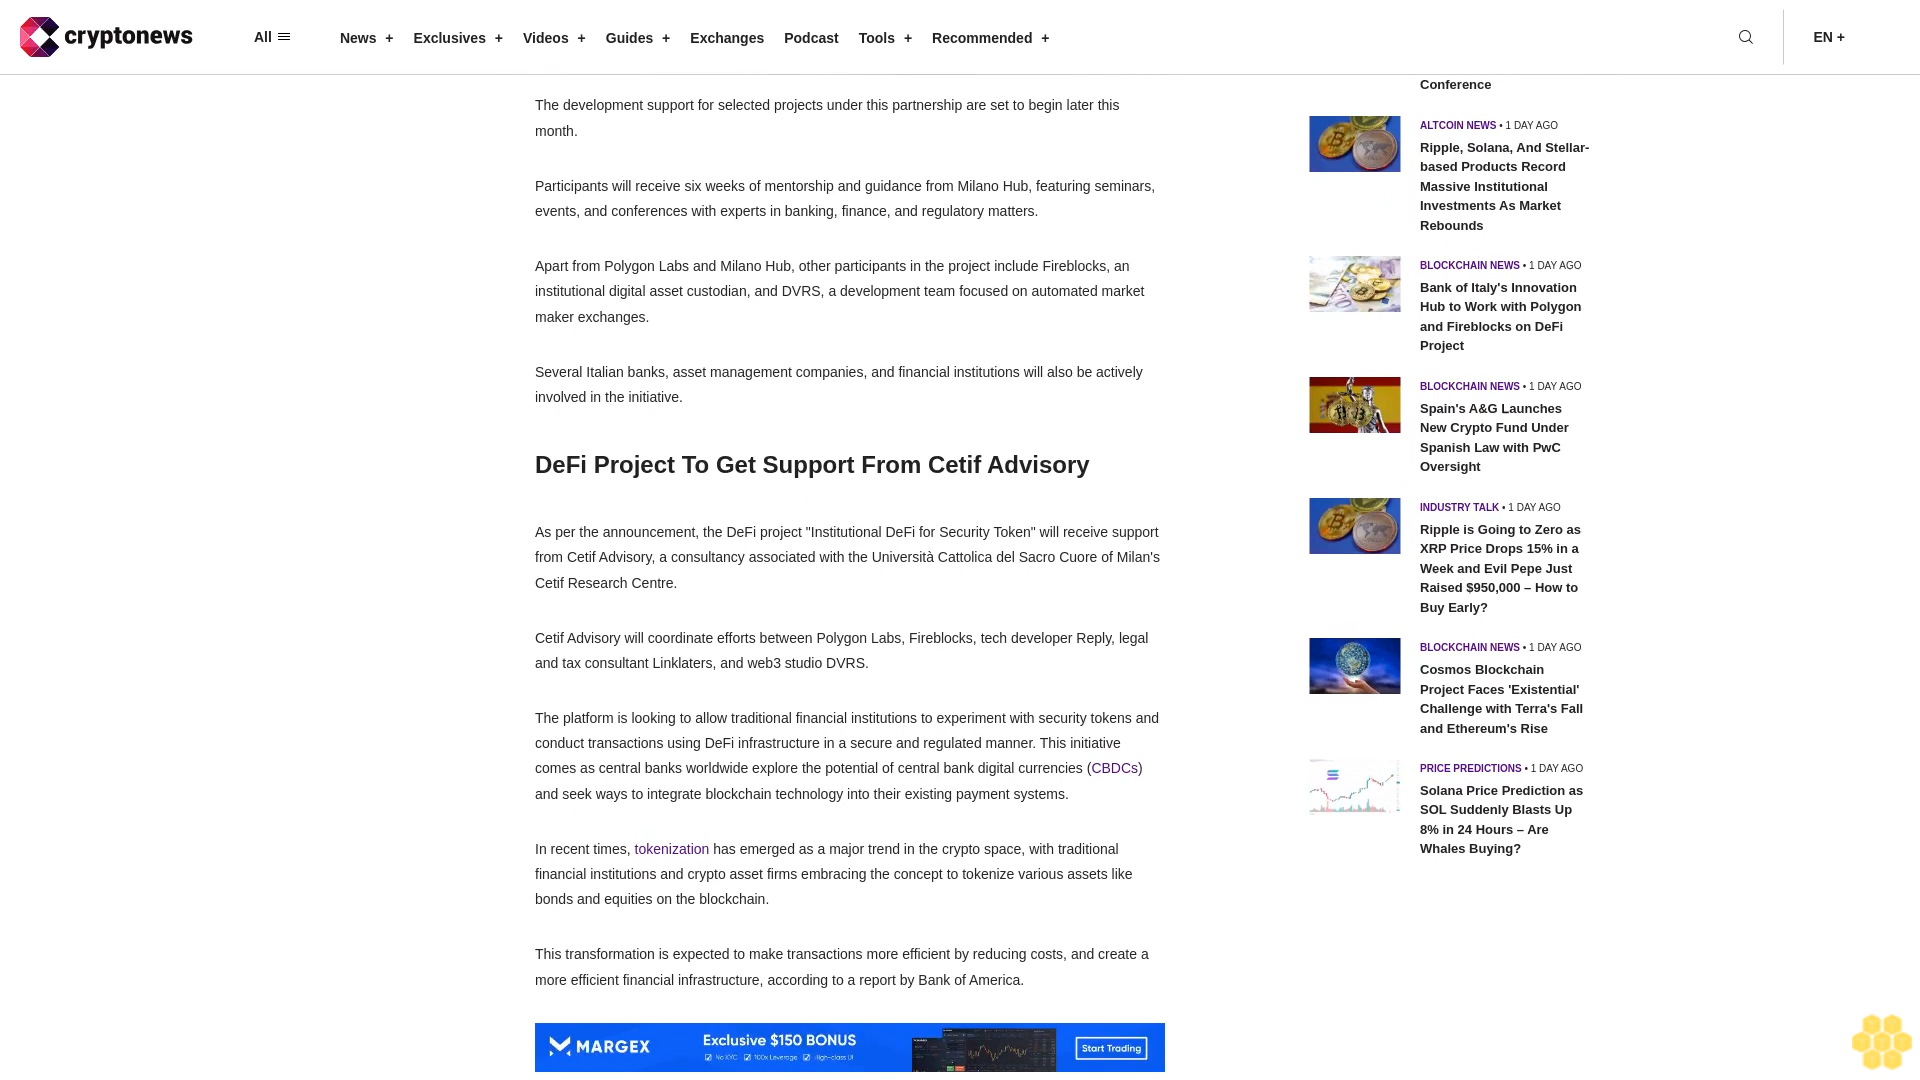 cryptonews
All
News +
Exclusives +
Videos +
Guides +
Exchanges
Podcast
Tools +
Recommended +
EN +
The development support for selected projects under this partnership are set to begin later this
month.
Participants will receive six weeks of mentorship and guidance from Milano Hub, featuring seminars,
events, and conferences with experts in banking, finance, and regulatory matters.
Apart from Polygon Labs and Milano Hub, other participants in the project include Fireblocks, an
institutional digital asset custodian, and DVRS, a development team focused on automated market
maker exchanges.
Several Italian banks, asset management companies, and financial institutions will also be actively
involved in the initiative.
DeFi Project To Get Support From Cetif Advisory
As per the announcement, the DeFi project "Institutional DeFi for Security Token" will receive support
from Cetif Advisory, a consultancy associated with the Università Cattolica del Sacro Cuore of Milan's
Cetif Research Centre.
Cetif Advisory will coordinate efforts between Polygon Labs, Fireblocks, tech developer Reply, legal
and tax consultant Linklaters, and web3 studio DVRS.
The platform is looking to allow traditional financial institutions to experiment with security tokens and
conduct transactions using DeFi infrastructure in a secure and regulated manner. This initiative
comes as central banks worldwide explore the potential of central bank digital currencies (CBDCs)
and seek ways to integrate blockchain technology into their existing payment systems.
In recent times, tokenization has emerged as a major trend in the crypto space, with traditional
financial institutions and crypto asset firms embracing the concept to tokenize various assets like
bonds and equities on the blockchain.
This transformation is expected to make transactions more efficient by reducing costs, and create a
more efficient financial infrastructure, according to a report by Bank of America.
MARGEX
Exclusive $150 BONUS
No KYC 100x Leverage High-class UI
Start Trading
Conference
ALTCOIN NEWS • 1 DAY AGO
Ripple, Solana, And Stellar-
based Products Record
Massive Institutional
Investments As Market
Rebounds
BLOCKCHAIN NEWS • 1 DAY AGO
Bank of Italy's Innovation
Hub to Work with Polygon
and Fireblocks on DeFi
Project
BLOCKCHAIN NEWS • 1 DAY AGO
Spain's A&G Launches
New Crypto Fund Under
Spanish Law with PwC
Oversight
INDUSTRY TALK • 1 DAY AGO
Ripple is Going to Zero as
XRP Price Drops 15% in a
Week and Evil Pepe Just
Raised $950,000 – How to
Buy Early?
BLOCKCHAIN NEWS • 1 DAY AGO
Cosmos Blockchain
Project Faces 'Existential'
Challenge with Terra's Fall
and Ethereum's Rise
PRICE PREDICTIONS • 1 DAY AGO
Solana Price Prediction as
SOL Suddenly Blasts Up
8% in 24 Hours – Are
Whales Buying?